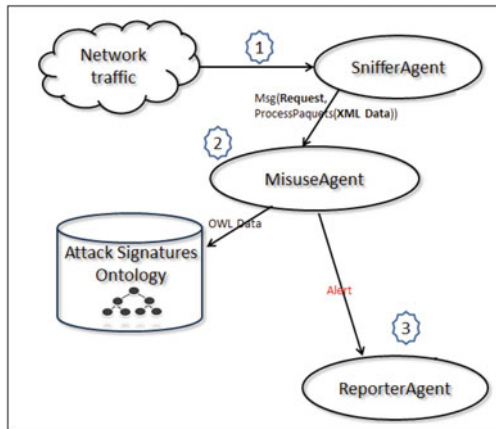 Network
traffic
1
SnifferAgent
Msg(Request,
ProcessPaquets(XML Data))
2
MisuseAgent
OWL Data
Attack Signatures
Ontology
Alert
3
ReporterAgent